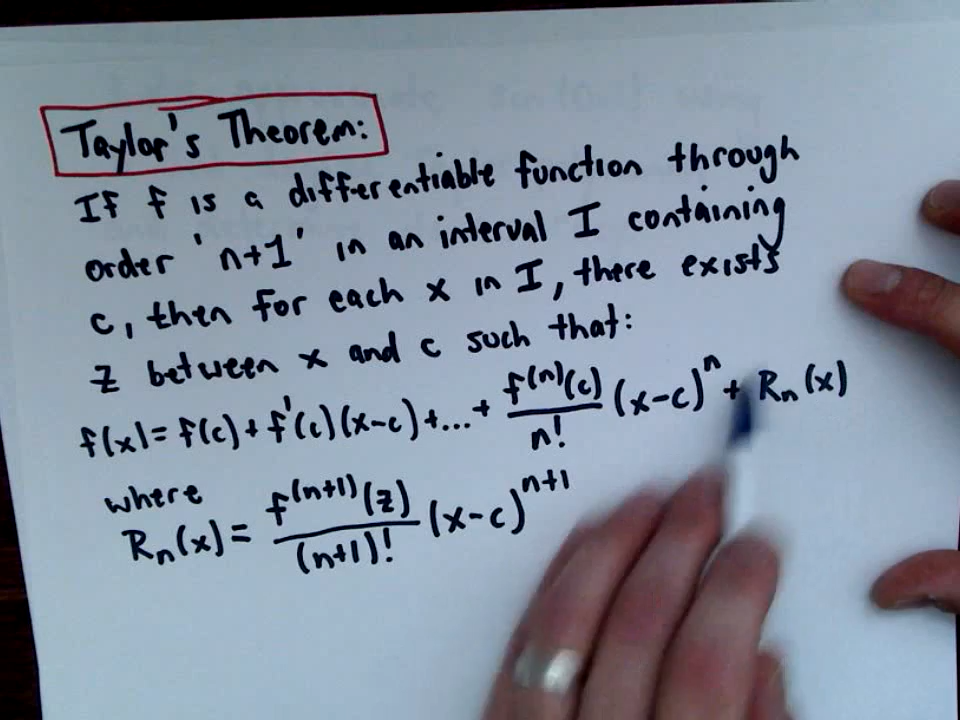 Taylor's Theorem:
If f is a differentiable function through
order 'n+1' in an interval I containing
c, then for each x in I, there exists
z between x and c such that:
f(x) = f(c) + f'(c)(x-c) + ... + f^(n)(c)/n! (x-c)^n + R_n(x)
where
R_n(x) = f^(n+1)(z)/(n+1)! (x-c)^n+1